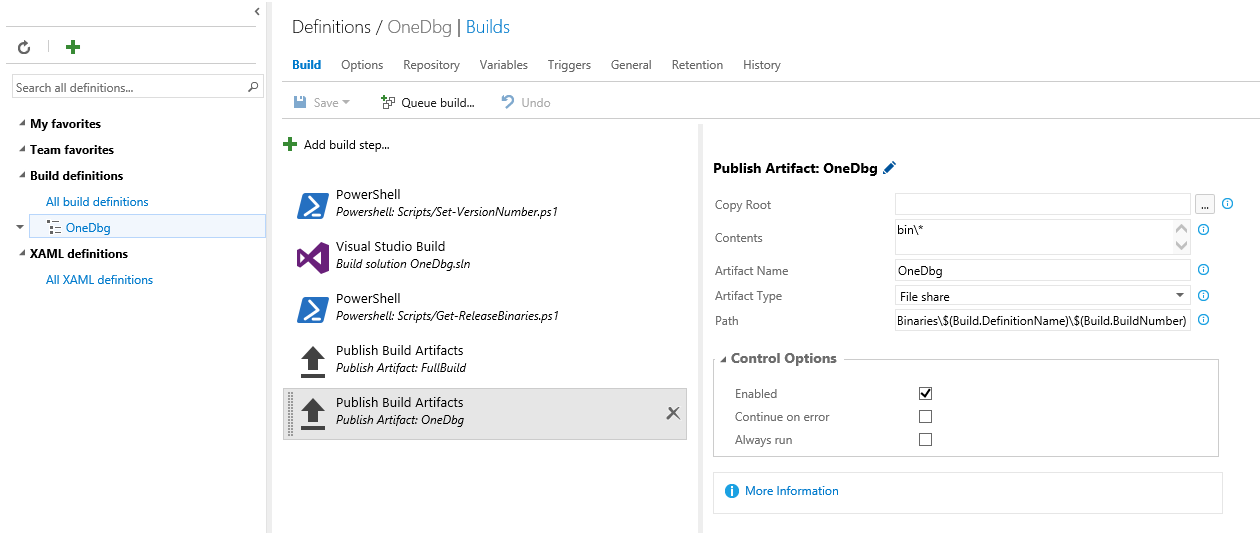 Definitions / OneDbg | Builds
Build Options Repository Variables Triggers General Retention History
Search all definitions...
Save Queue build... Undo
My favorites
Team favorites
Build definitions
All build definitions
OneDbg
XAML definitions
All XAML definitions
Add build step...
PowerShell
Powershell: Scripts/Set-VersionNumber.ps1
Visual Studio Build
Build solution OneDbg.sln
PowerShell
Powershell: Scripts/Get-ReleaseBinaries.ps1
Publish Build Artifacts
Publish Artifact: FullBuild
Publish Build Artifacts
Publish Artifact: OneDbg
Publish Artifact: OneDbg
Copy Root ...
Contents bin\*
Artifact Name OneDbg
Artifact Type File share
Path Binaries\$(Build.DefinitionName)\$(Build.BuildNumber)
Control Options
Enabled
Continue on error
Always run
More Information